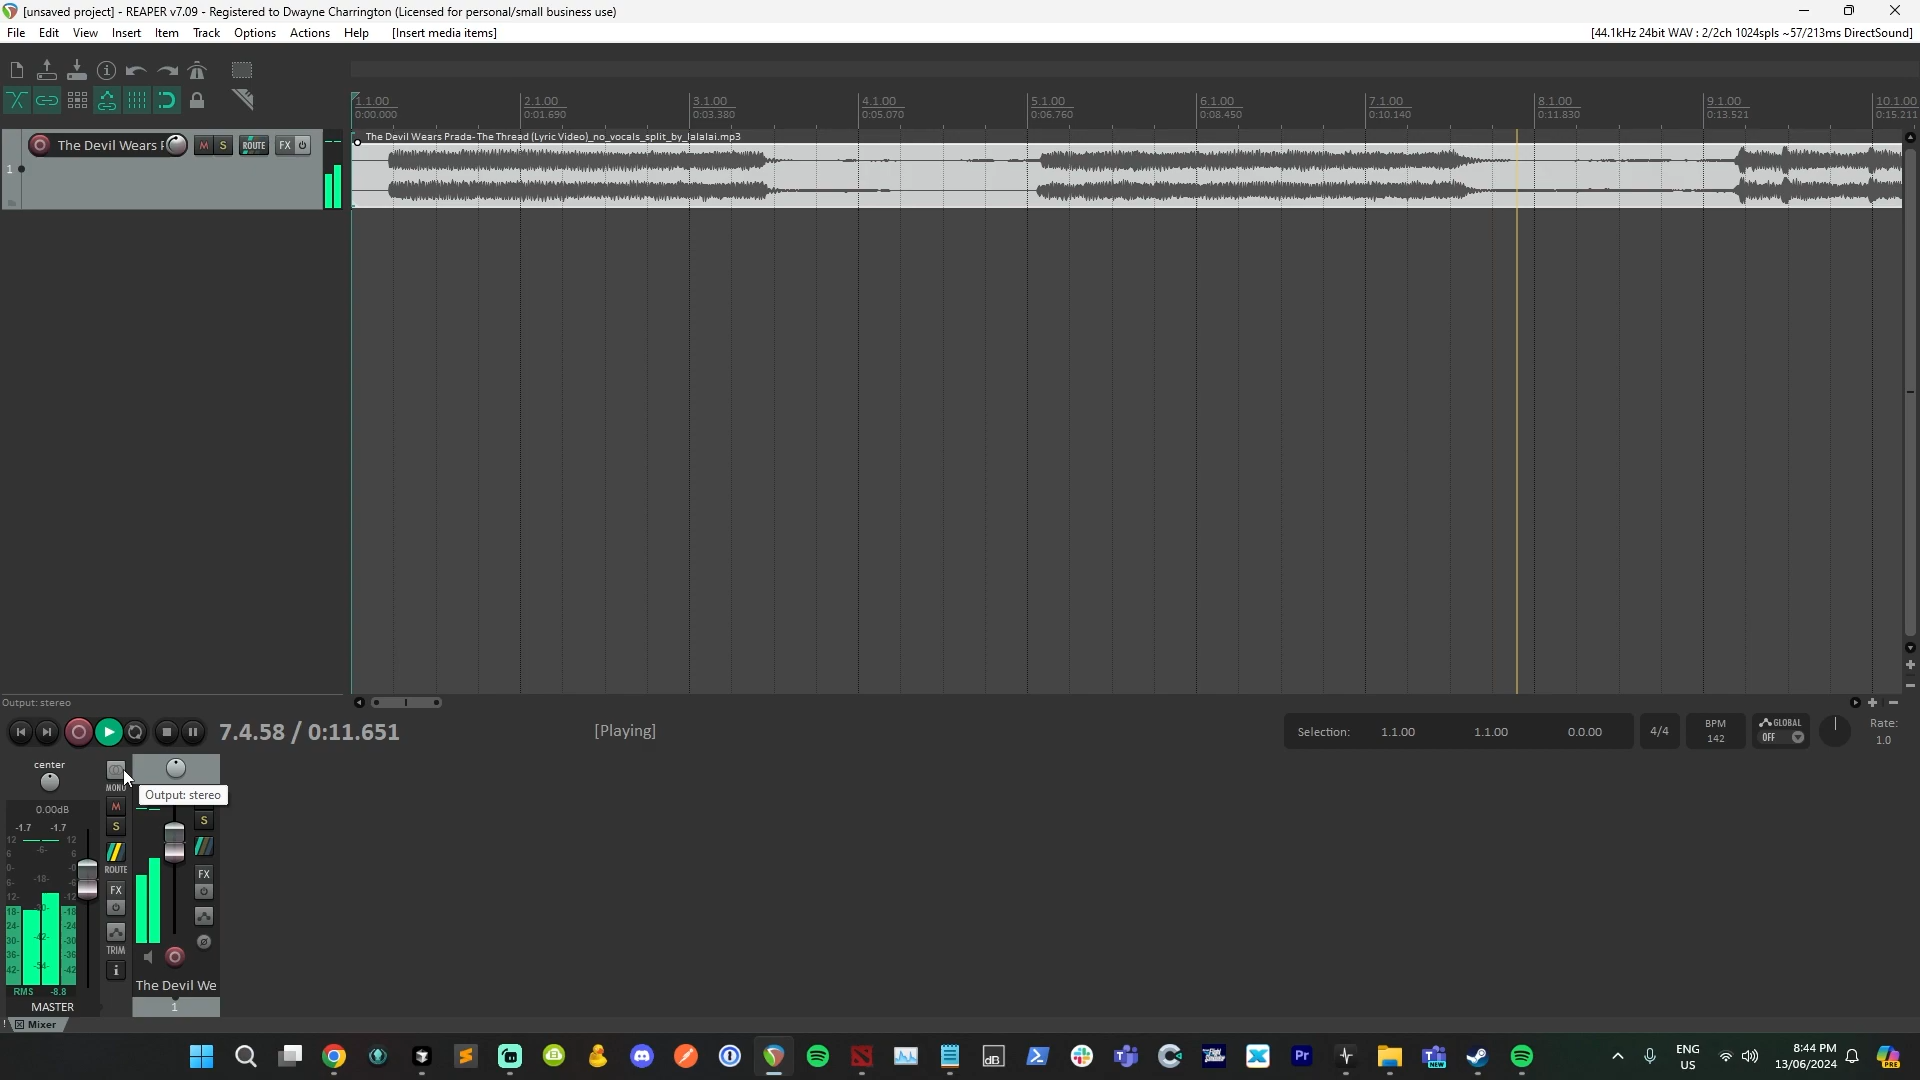 [unsaved project] - REAPER v7.09 - Registered to Dwayne Charrington (Licensed for personal/small business use)
File Edit View Insert Item Track Options Actions Help [Insert media items] [44.1kHz 24bit WAV : 2/2ch 1024spls ~57/213ms DirectSound]
1.1.00 2.1.00 3.1.00 4.1.00 5.1.00 6.1.00 7.1.00 8.1.00 9.1.00 10.1.00
0:00.000 0:01.690 0:03.380 0:05.070 0:06.760 0:08.450 0:10.140 0:11.830 0:13.521 0:15.211
The Devil Wears Prada-The Thread (Lyric Video)_no_vocals_split_by_lalalai.mp3
The Devil Wears P M S ROUTE FX
1
Output: stereo
7.4.58 / 0:11.651 [Playing] Selection: 1.1.00 1.1.00 0.0.00 4/4 BPM 142 GLOBAL OFF Rate: 1.0
center
MONO
Output: stereo
0.00dB
M
-1.7 -1.7
S S
ROUTE
FX FX
TRIM
The Devil We
RMS -8.8
MASTER 1
Mixer
dB
Pr
NEW
ENG
US
8:44 PM
13/06/2024
PRE